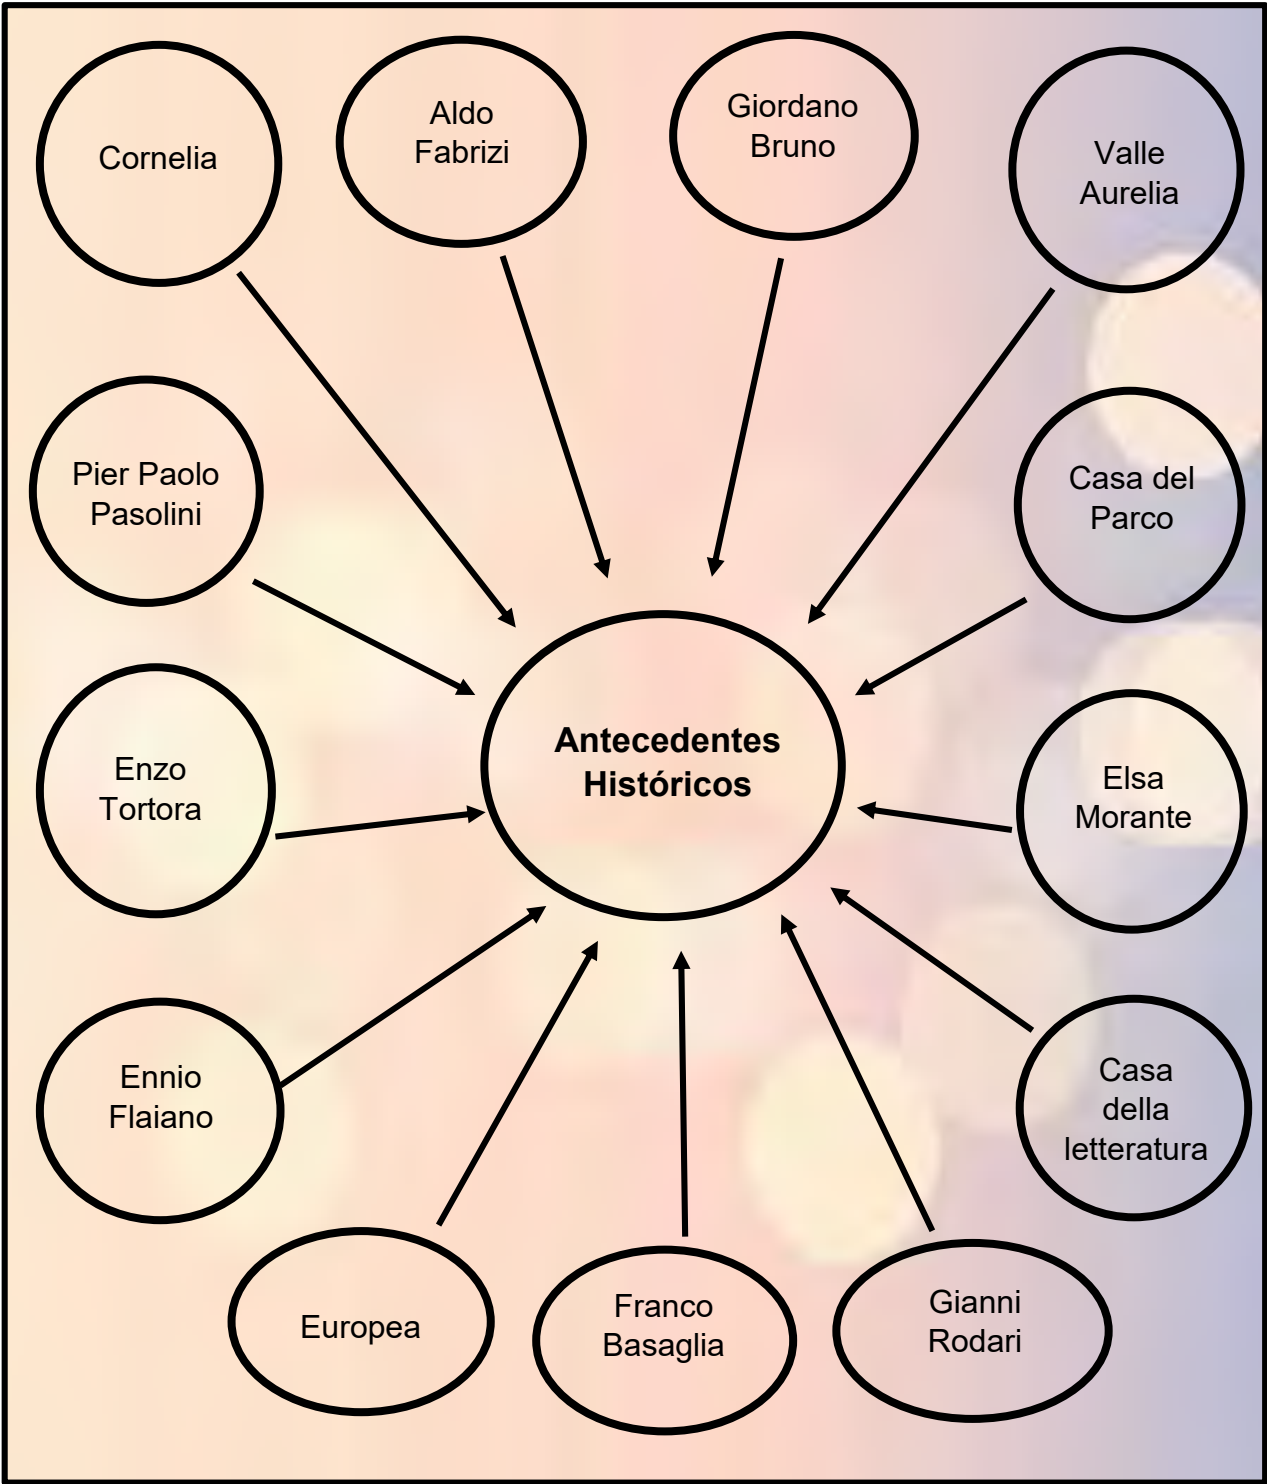 Cornelia
Aldo
Fabrizi
Giordano
Bruno
Valle
Aurelia
Pier Paolo
Pasolini
Casa del
Parco
Antecedentes
Históricos
Enzo
Tortora
Elsa
Morante
Ennio
Flaiano
Casa
della
letteratura
Europea
Franco
Basaglia
Gianni
Rodari